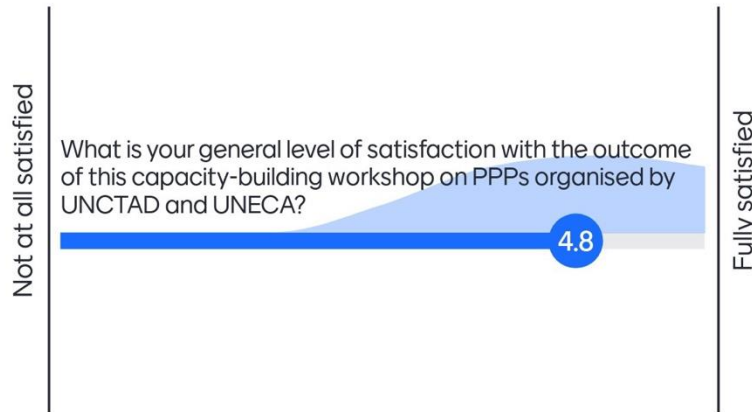 Not at all satisfied
What is your general level of satisfaction with the outcome
of this capacity-building workshop on PPPs organised by
UNCTAD and UNECA?
4.8
Fully satisfied